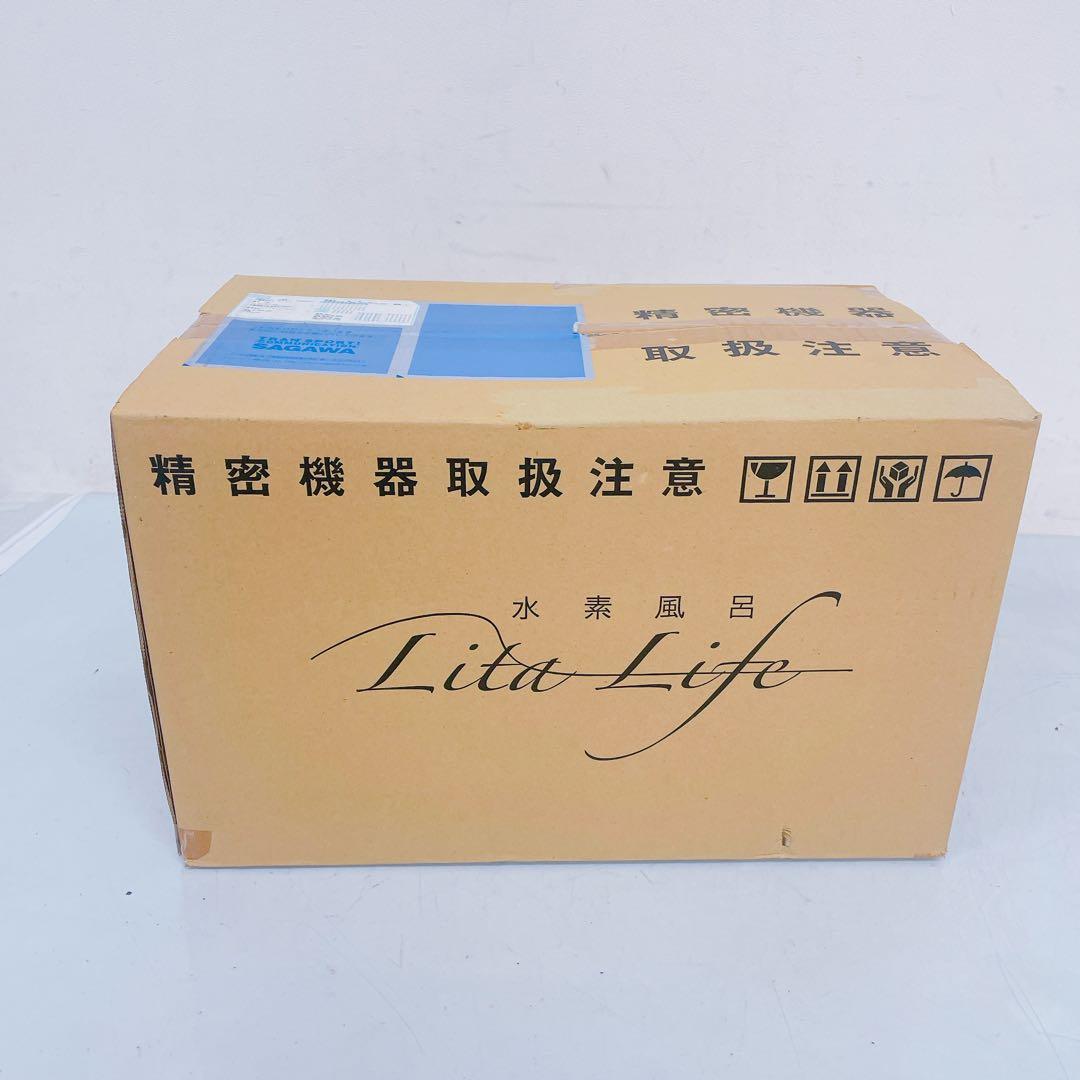 TRANSPORT!
SAGAWA
精密機器
取扱注意
精密機器取扱注意
水素風呂
Lita Life